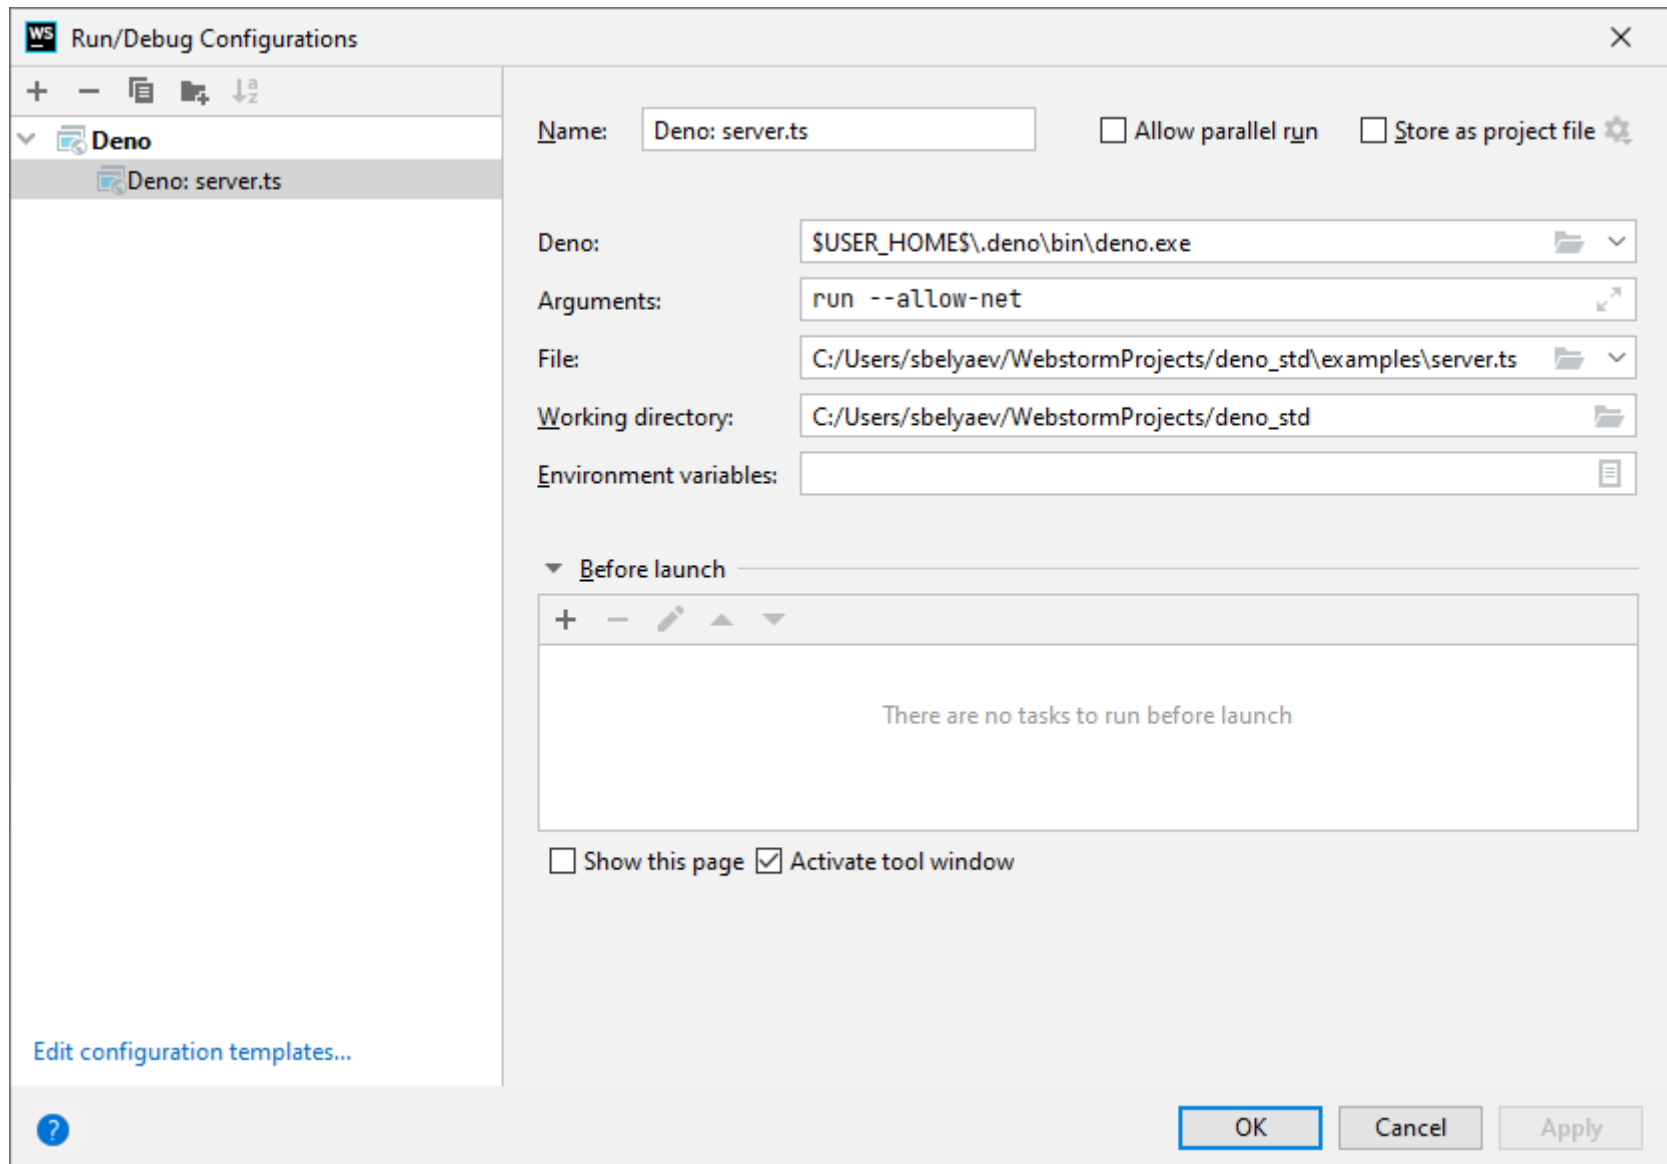 WS Run/Debug Configurations
Deno
Deno: server.ts
Name: Deno: server.ts Allow parallel run Store as project file
Deno: $USER_HOME$\.deno\bin\deno.exe
Arguments: run --allow-net
File: C:/Users/sbelyaev/WebstormProjects/deno_std\examples\server.ts
Working directory: C:/Users/sbelyaev/WebstormProjects/deno_std
Environment variables:
Before launch
There are no tasks to run before launch
Show this page Activate tool window
Edit configuration templates...
? OK Cancel Apply